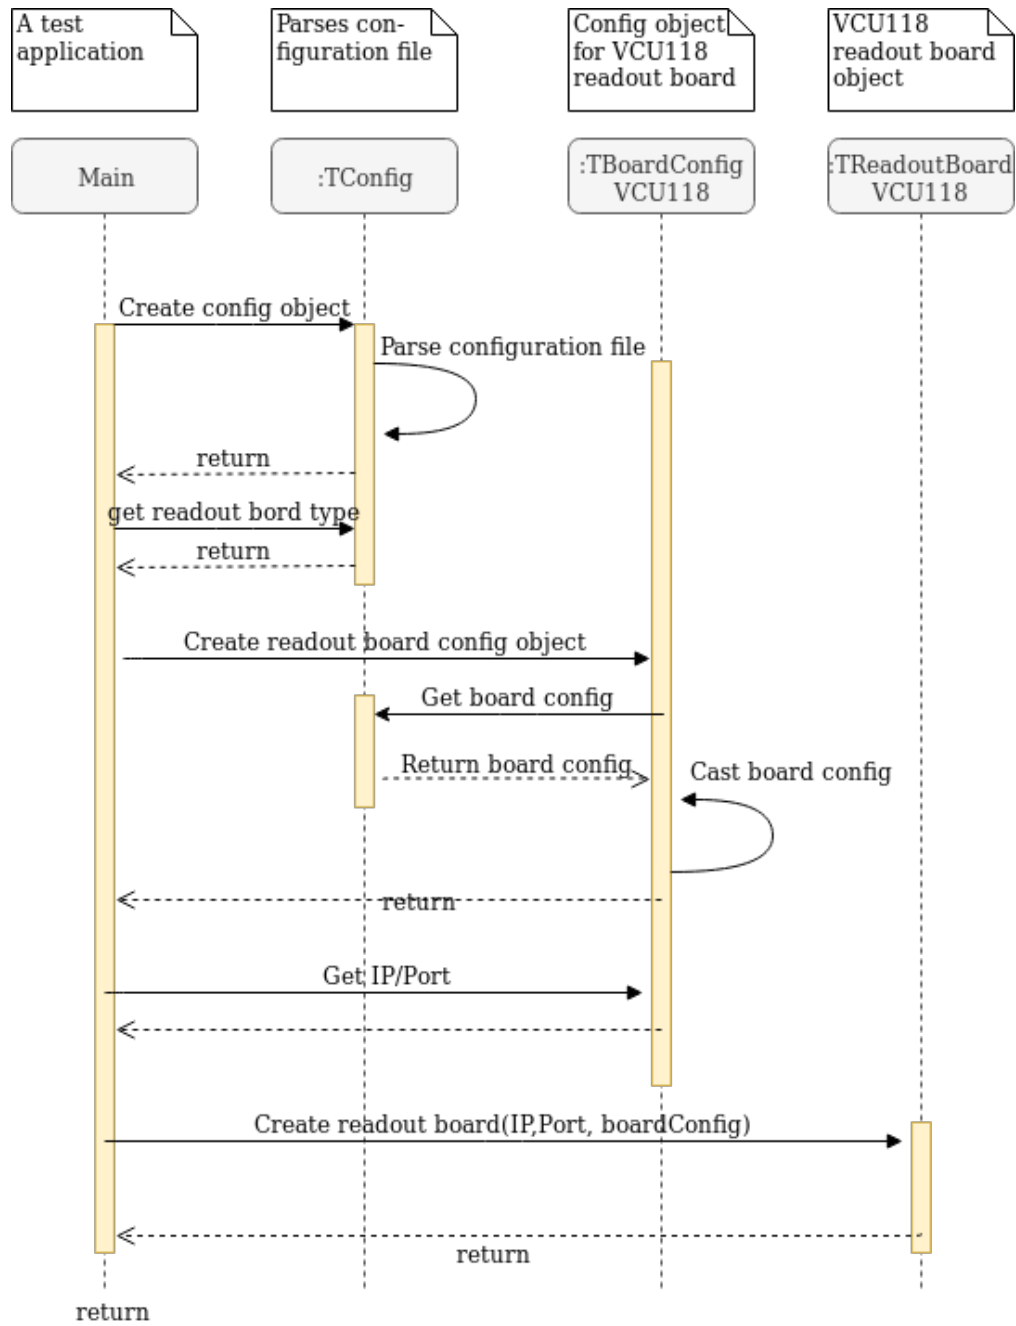 A test
application
Parses con-
figuration file
Config object
for VCU118
readout board
VCU118
readout board
object
Main
:TConfig
:TBoardConfig
VCU118
:TReadoutBoard
VCU118
Create config object
Parse configuration file
return
get readout bord type
return
Create readout board config object
Get board config
Return board config
Cast board config
return
Get IP/Port
Create readout board(IP,Port, boardConfig)
return
return